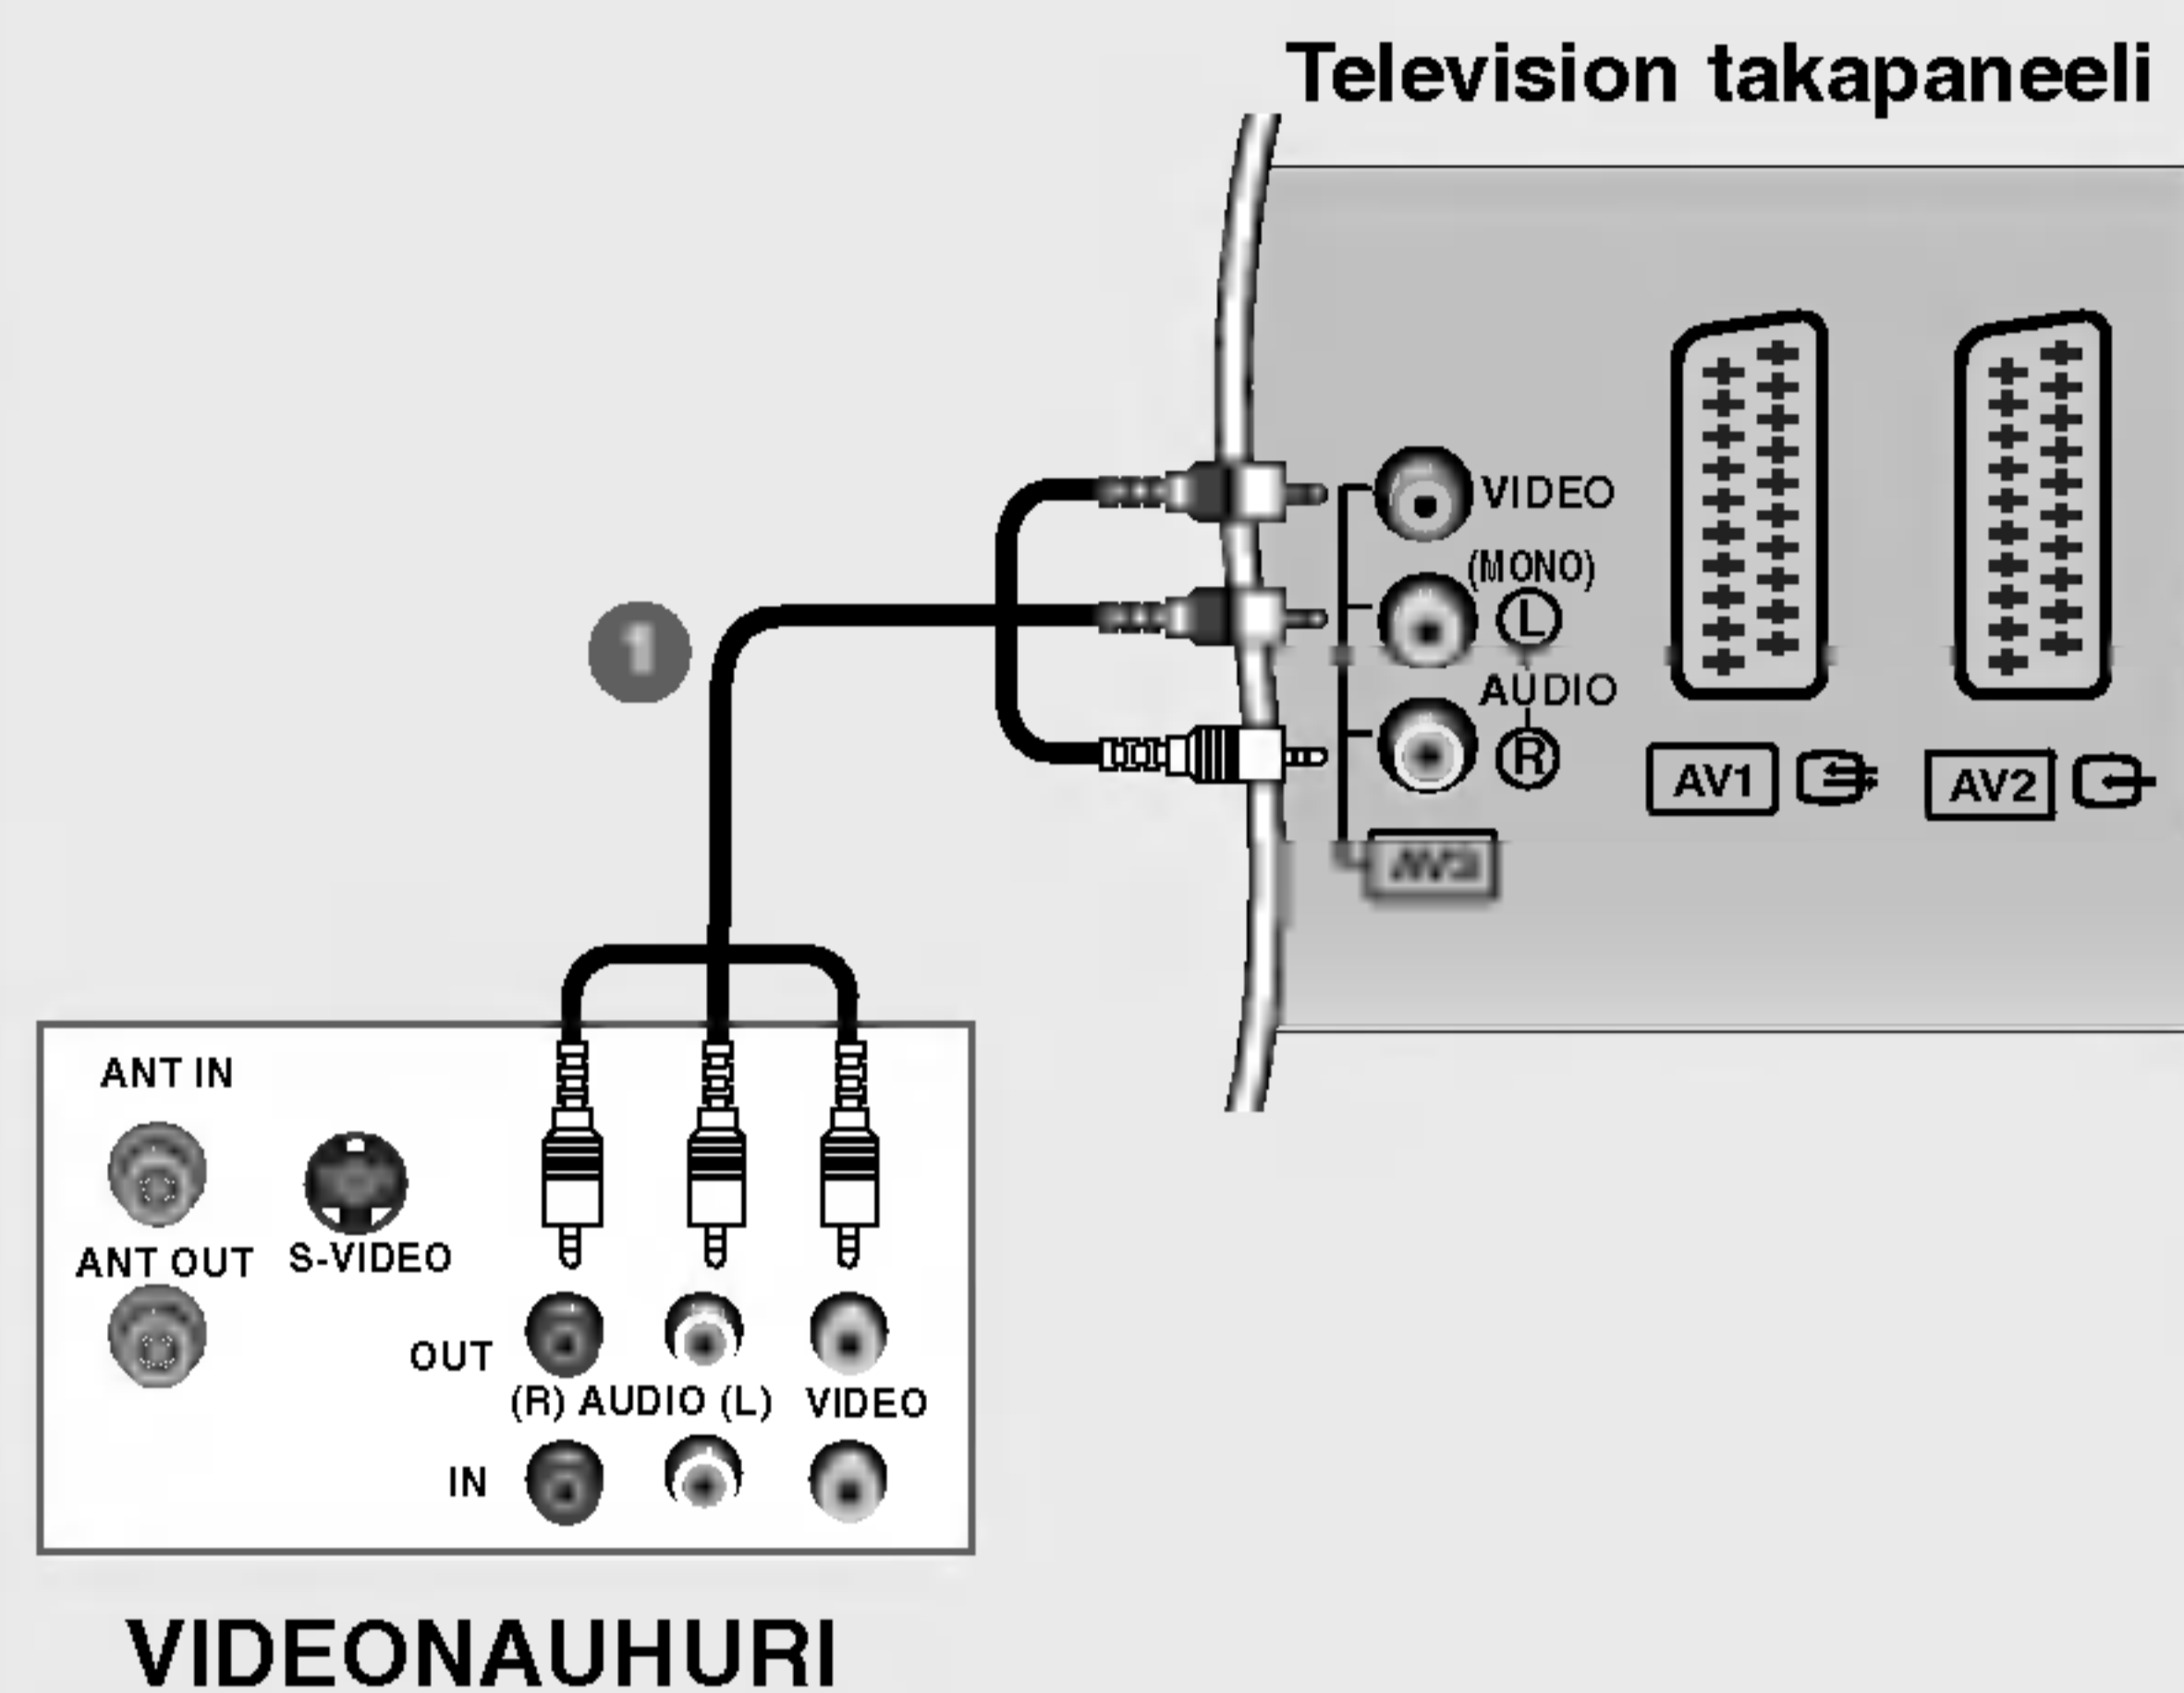 Television takapaneeli
VIDEO
(MONO)
L
AUDIO
R
AV1
AV2
1
ANT IN
ANT OUT
S-VIDEO
OUT
(R) AUDIO (L) VIDEO
IN
VIDEONAUHURI